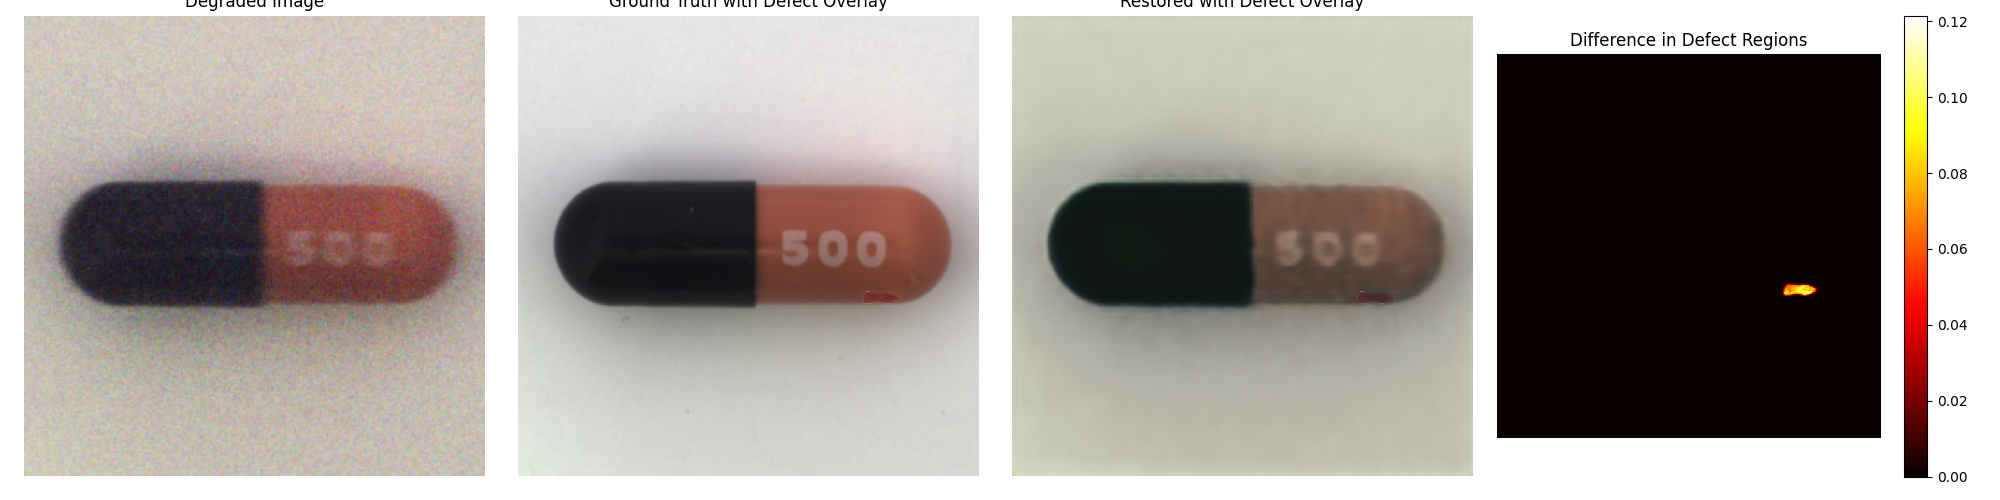 Degraded Image
Ground Truth with Defect Overlay
Restored with Defect Overlay
Difference in Defect Regions
500
500
500
0.12
0.10
0.08
0.06
0.04
0.02
0.00